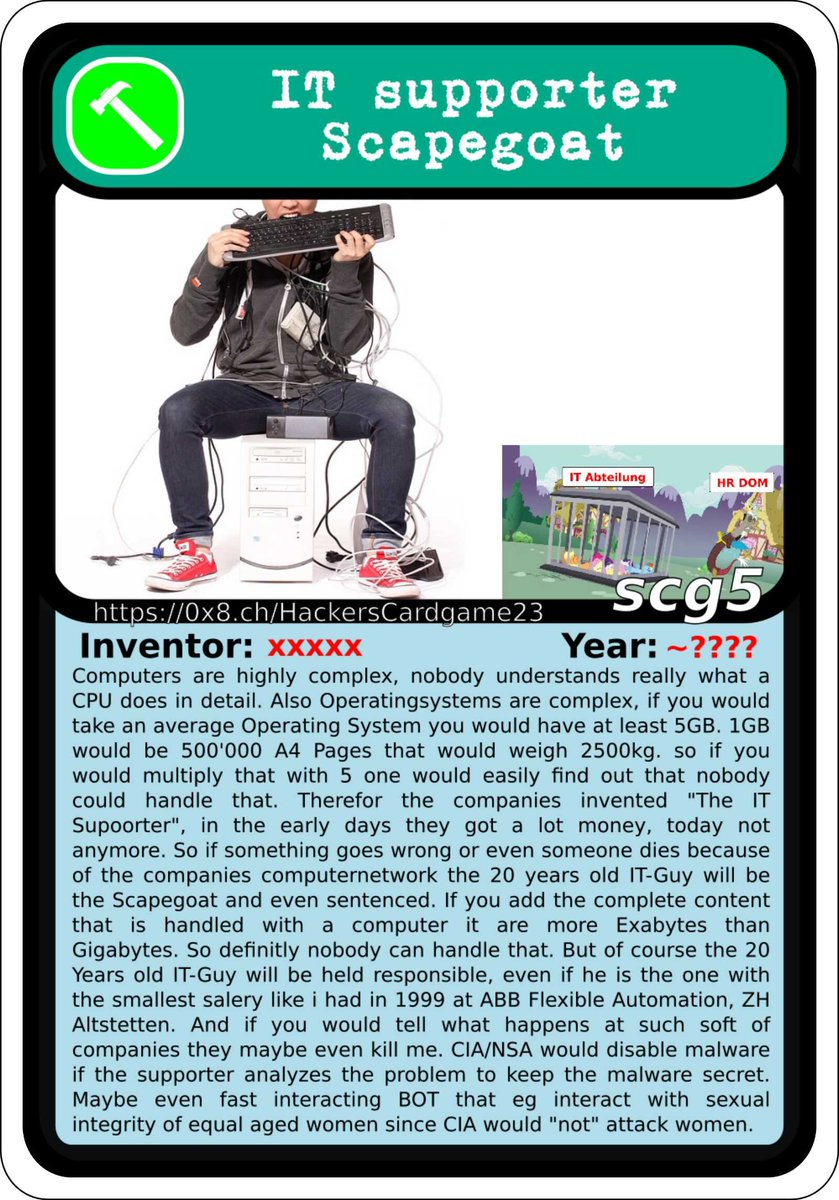 IT supporter
Scapegoat
IT Abteilung
HR DOM
scg5
https://0x8.ch/HackersCardgame23
Inventor: xxxxx Year: ~????
Computers are highly complex, nobody understands really what a
CPU does in detail. Also Operatingsystems are complex, if you would
take an average Operating System you would have at least 5GB. 1GB
would be 500'000 A4 Pages that would weigh 2500kg. so if you
would multiply that with 5 one would easily find out that nobody
could handle that. Therefor the companies invented "The IT
Supoorter", in the early days they got a lot money, today not
anymore. So if something goes wrong or even someone dies because
of the companies computernetwork the 20 years old IT-Guy will be
the Scapegoat and even sentenced. If you add the complete content
that is handled with a computer it are more Exabytes than
Gigabytes. So definitly nobody can handle that. But of course the 20
Years old IT-Guy will be held responsible, even if he is the one with
the smallest salery like i had in 1999 at ABB Flexible Automation, ZH
Altstetten. And if you would tell what happens at such soft of
companies they maybe even kill me. CIA/NSA would disable malware
if the supporter analyzes the problem to keep the malware secret.
Maybe even fast interacting BOT that eg interact with sexual
integrity of equal aged women since CIA would "not" attack women.